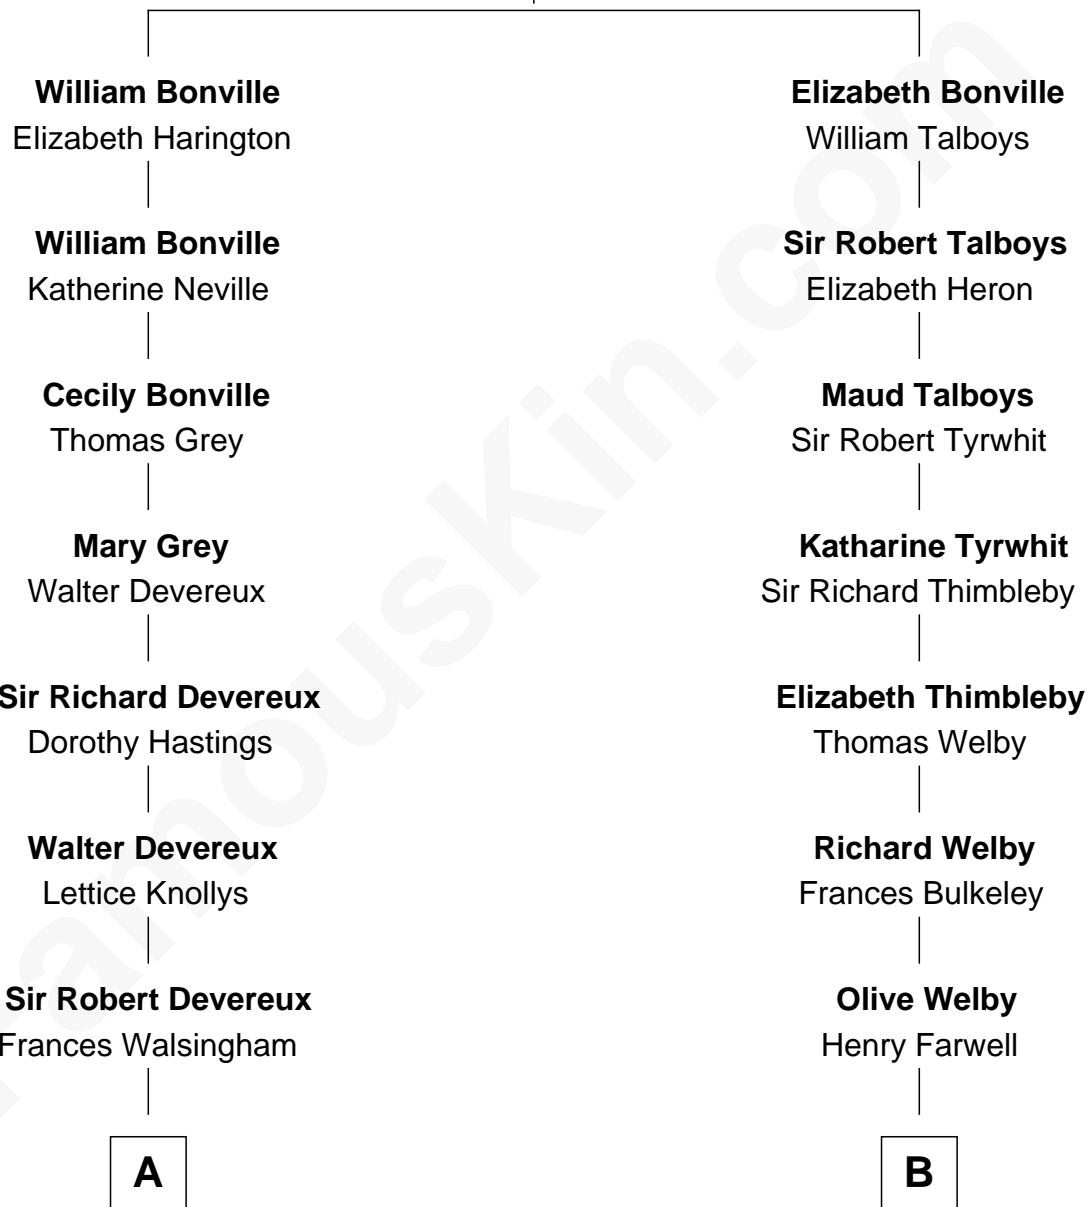 William Bonville
Elizabeth Harington
William Bonville
Katherine Neville
Cecily Bonville
Thomas Grey
Mary Grey
Walter Devereux
Sir Richard Devereux
Dorothy Hastings
Walter Devereux
Lettice Knollys
Sir Robert Devereux
Frances Walsingham
A
Elizabeth Bonville
William Talboys
Sir Robert Talboys
Elizabeth Heron
Maud Talboys
Sir Robert Tyrwhit
Katharine Tyrwhit
Sir Richard Thimbleby
Elizabeth Thimbleby
Thomas Welby
Richard Welby
Frances Bulkeley
Olive Welby
Henry Farwell
B
FamousKin.com